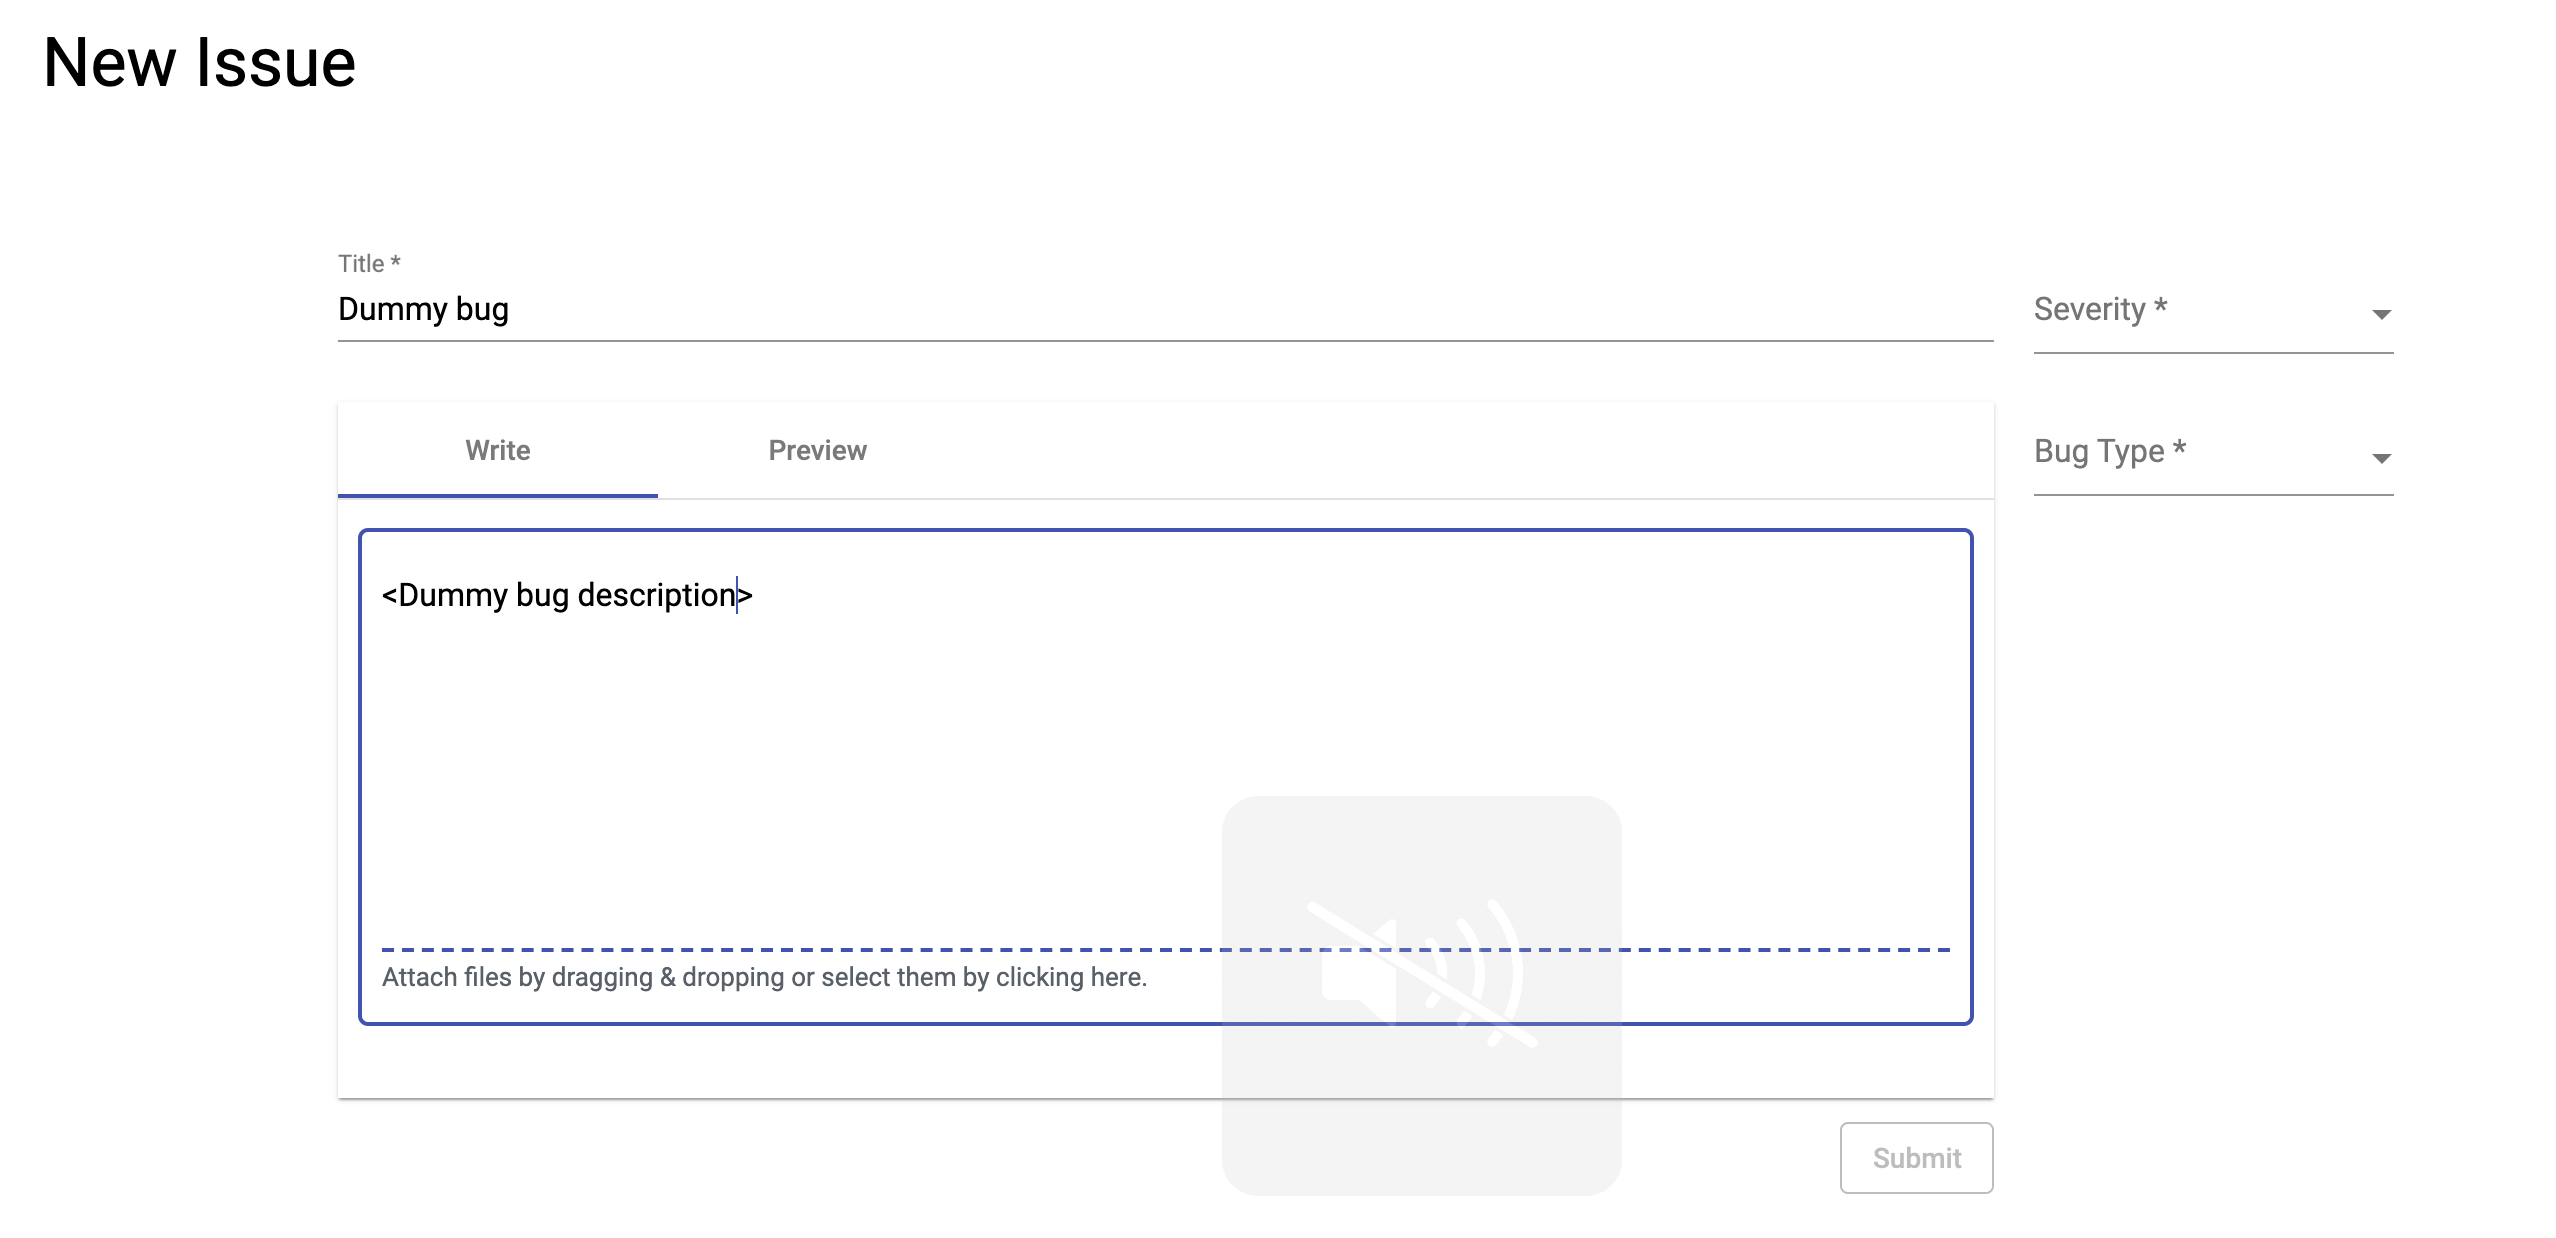 New Issue
Title *
Dummy bug
Severity *
Write Preview
Bug Type *
<Dummy bug description>
Attach files by dragging & dropping or select them by clicking here.
Submit